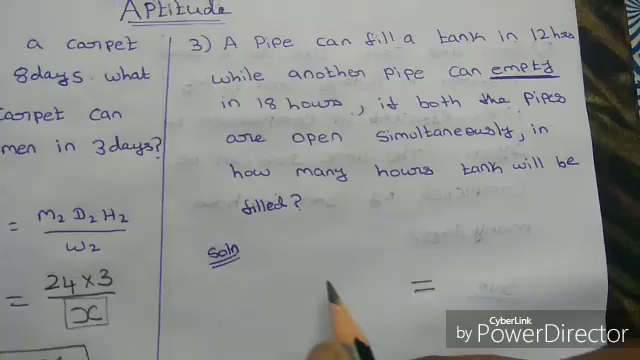 Aptitude
a carpet
8days. what
carpet can
men in 3days?
= M2 D2 H2
W2
= 24 × 3
x
3) A Pipe can fill a tank in 12hrs
while another pipe can empty
in 18 hours, if both the pipes
are open simultaneously, in
how many hours tank will be
filled?
Soln
=
CyberLink
by PowerDirector